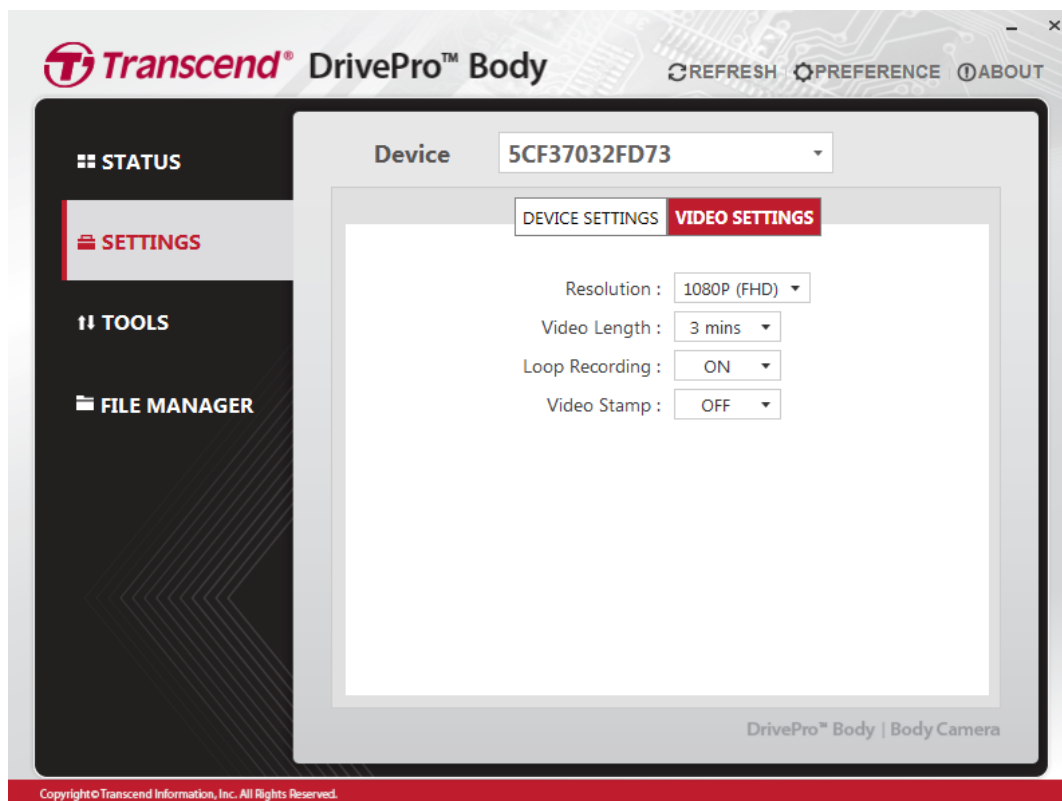 Transcend® DrivePro™ Body
REFRESH PREFERENCE ABOUT
STATUS
SETTINGS
TOOLS
FILE MANAGER
Device 5CF37032FD73
DEVICE SETTINGS VIDEO SETTINGS
Resolution : 1080P (FHD)
Video Length : 3 mins
Loop Recording : ON
Video Stamp : OFF
DrivePro™ Body | Body Camera
Copyright© Transcend Information, Inc. All Rights Reserved.